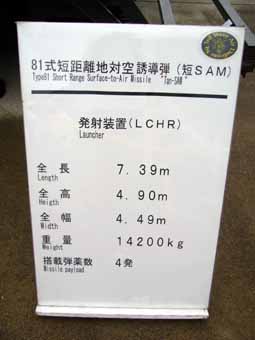 81式短距離地対空誘導弾(短SAM)
Type81 Short Range Surface-to-Air Missile "Tan-SAM"
発射装置(LCHR)
Launcher
全長 7.39m
Length
全高 4.90m
Heigth
全幅 4.49m
Width
重量 14200kg
Weight
搭載弾薬数 4発
Missile payload